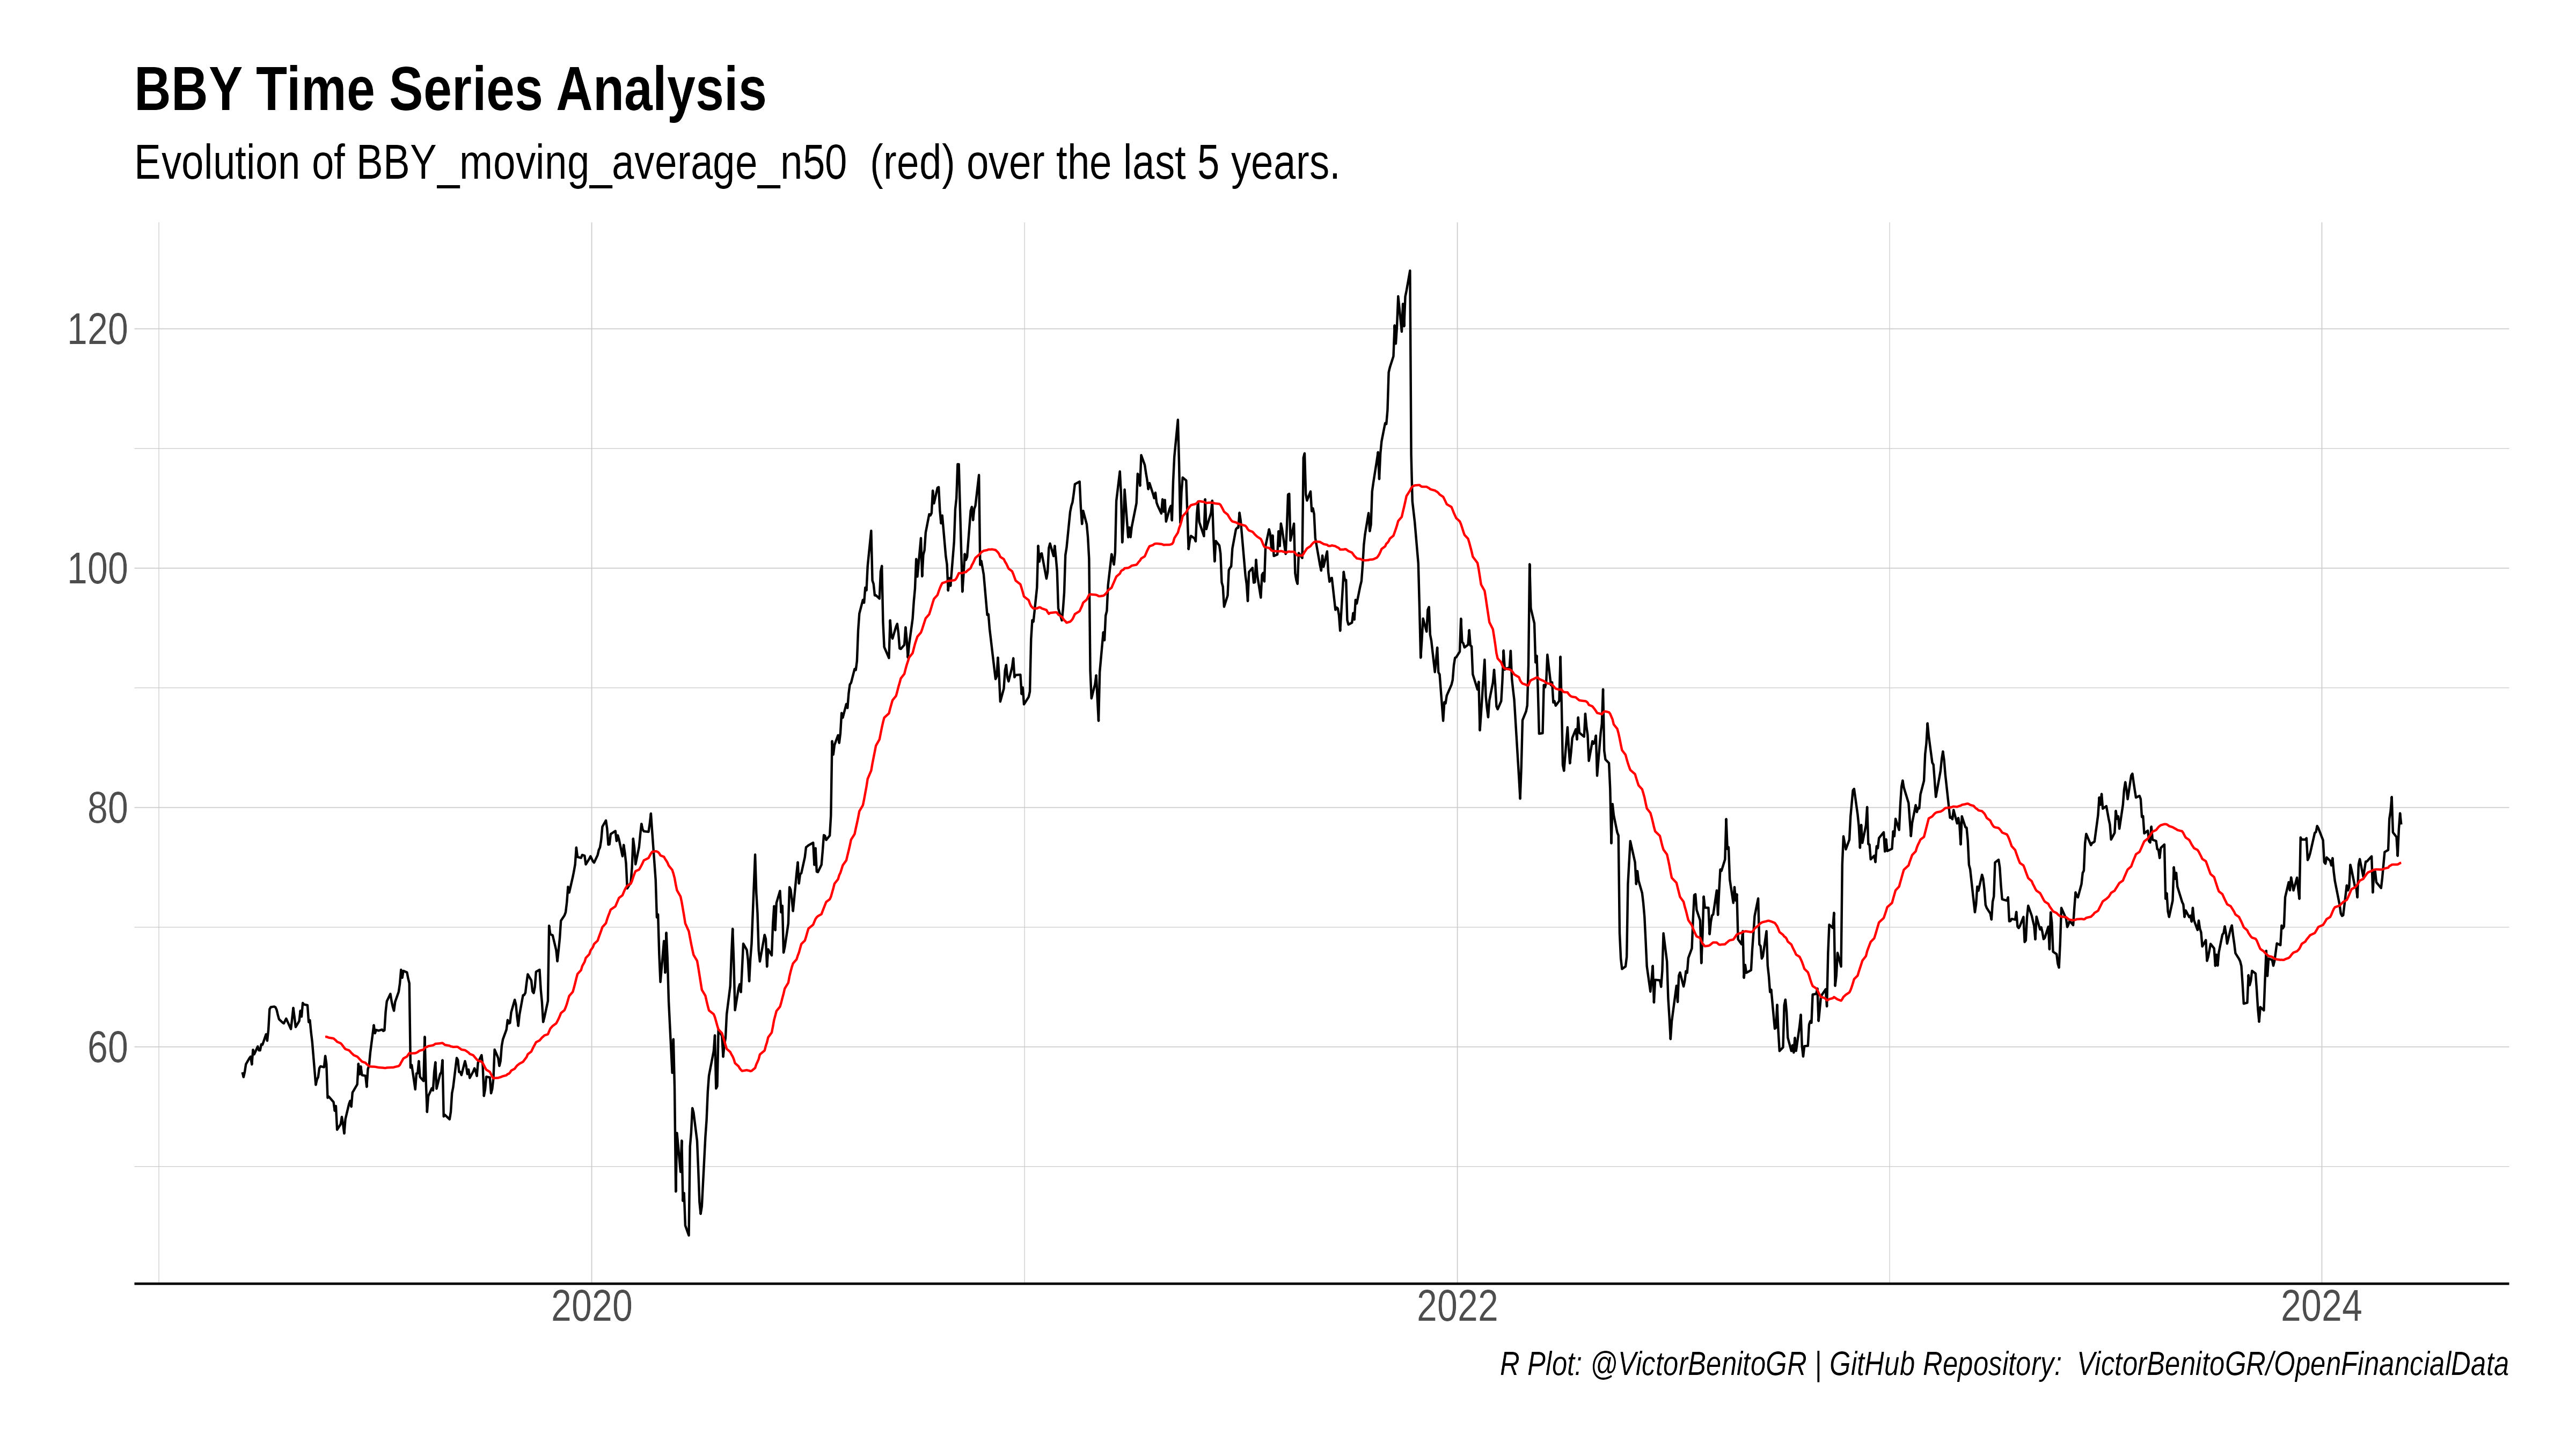 BBY Time Series Analysis
Evolution of BBY_moving_average_n50  (red) over the last 5 years.
120
100
80
60
2020 2022 2024
R Plot: @VictorBenitoGR | GitHub Repository:  VictorBenitoGR/OpenFinancialData